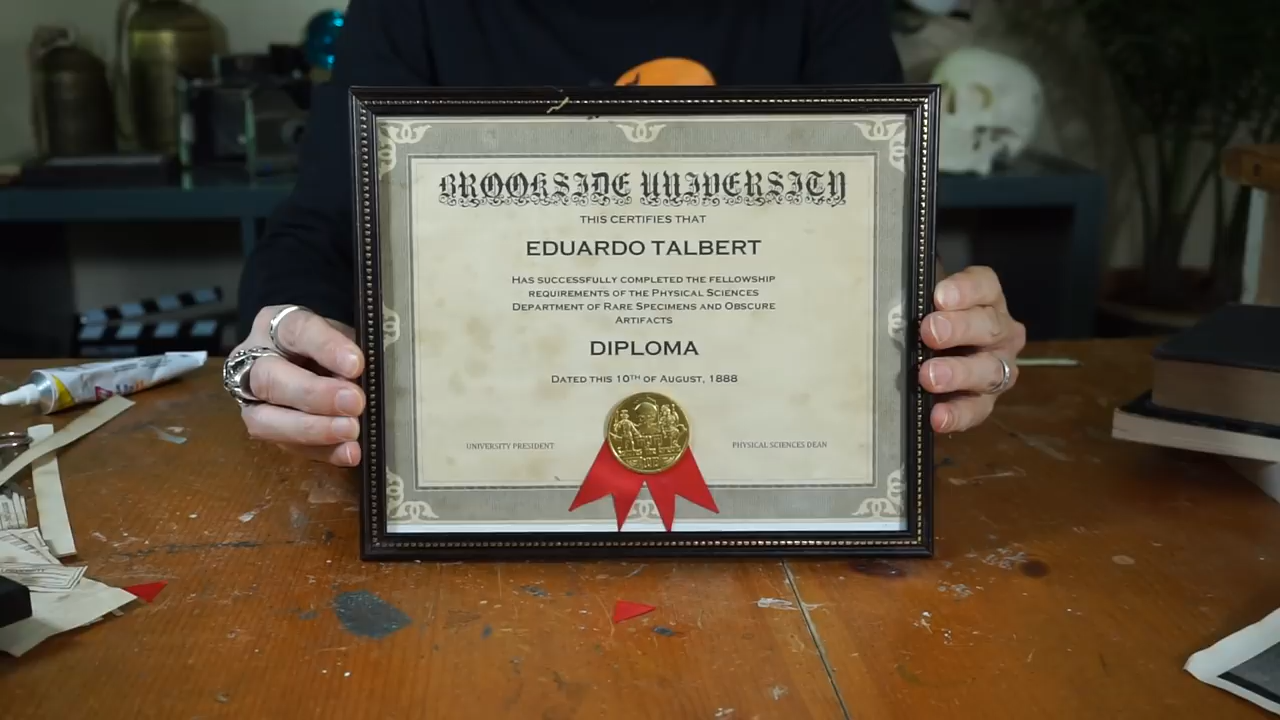 BROOKSIDE UNIVERSITY
THIS CERTIFIES THAT
EDUARDO TALBERT
HAS SUCCESSFULLY COMPLETED THE FELLOWSHIP
REQUIREMENTS OF THE PHYSICAL SCIENCES
DEPARTMENT OF RARE SPECIMENS AND OBSCURE
ARTIFACTS
DIPLOMA
DATED THIS 10TH OF AUGUST, 1888
UNIVERSITY PRESIDENT
PHYSICAL SCIENCES DEAN